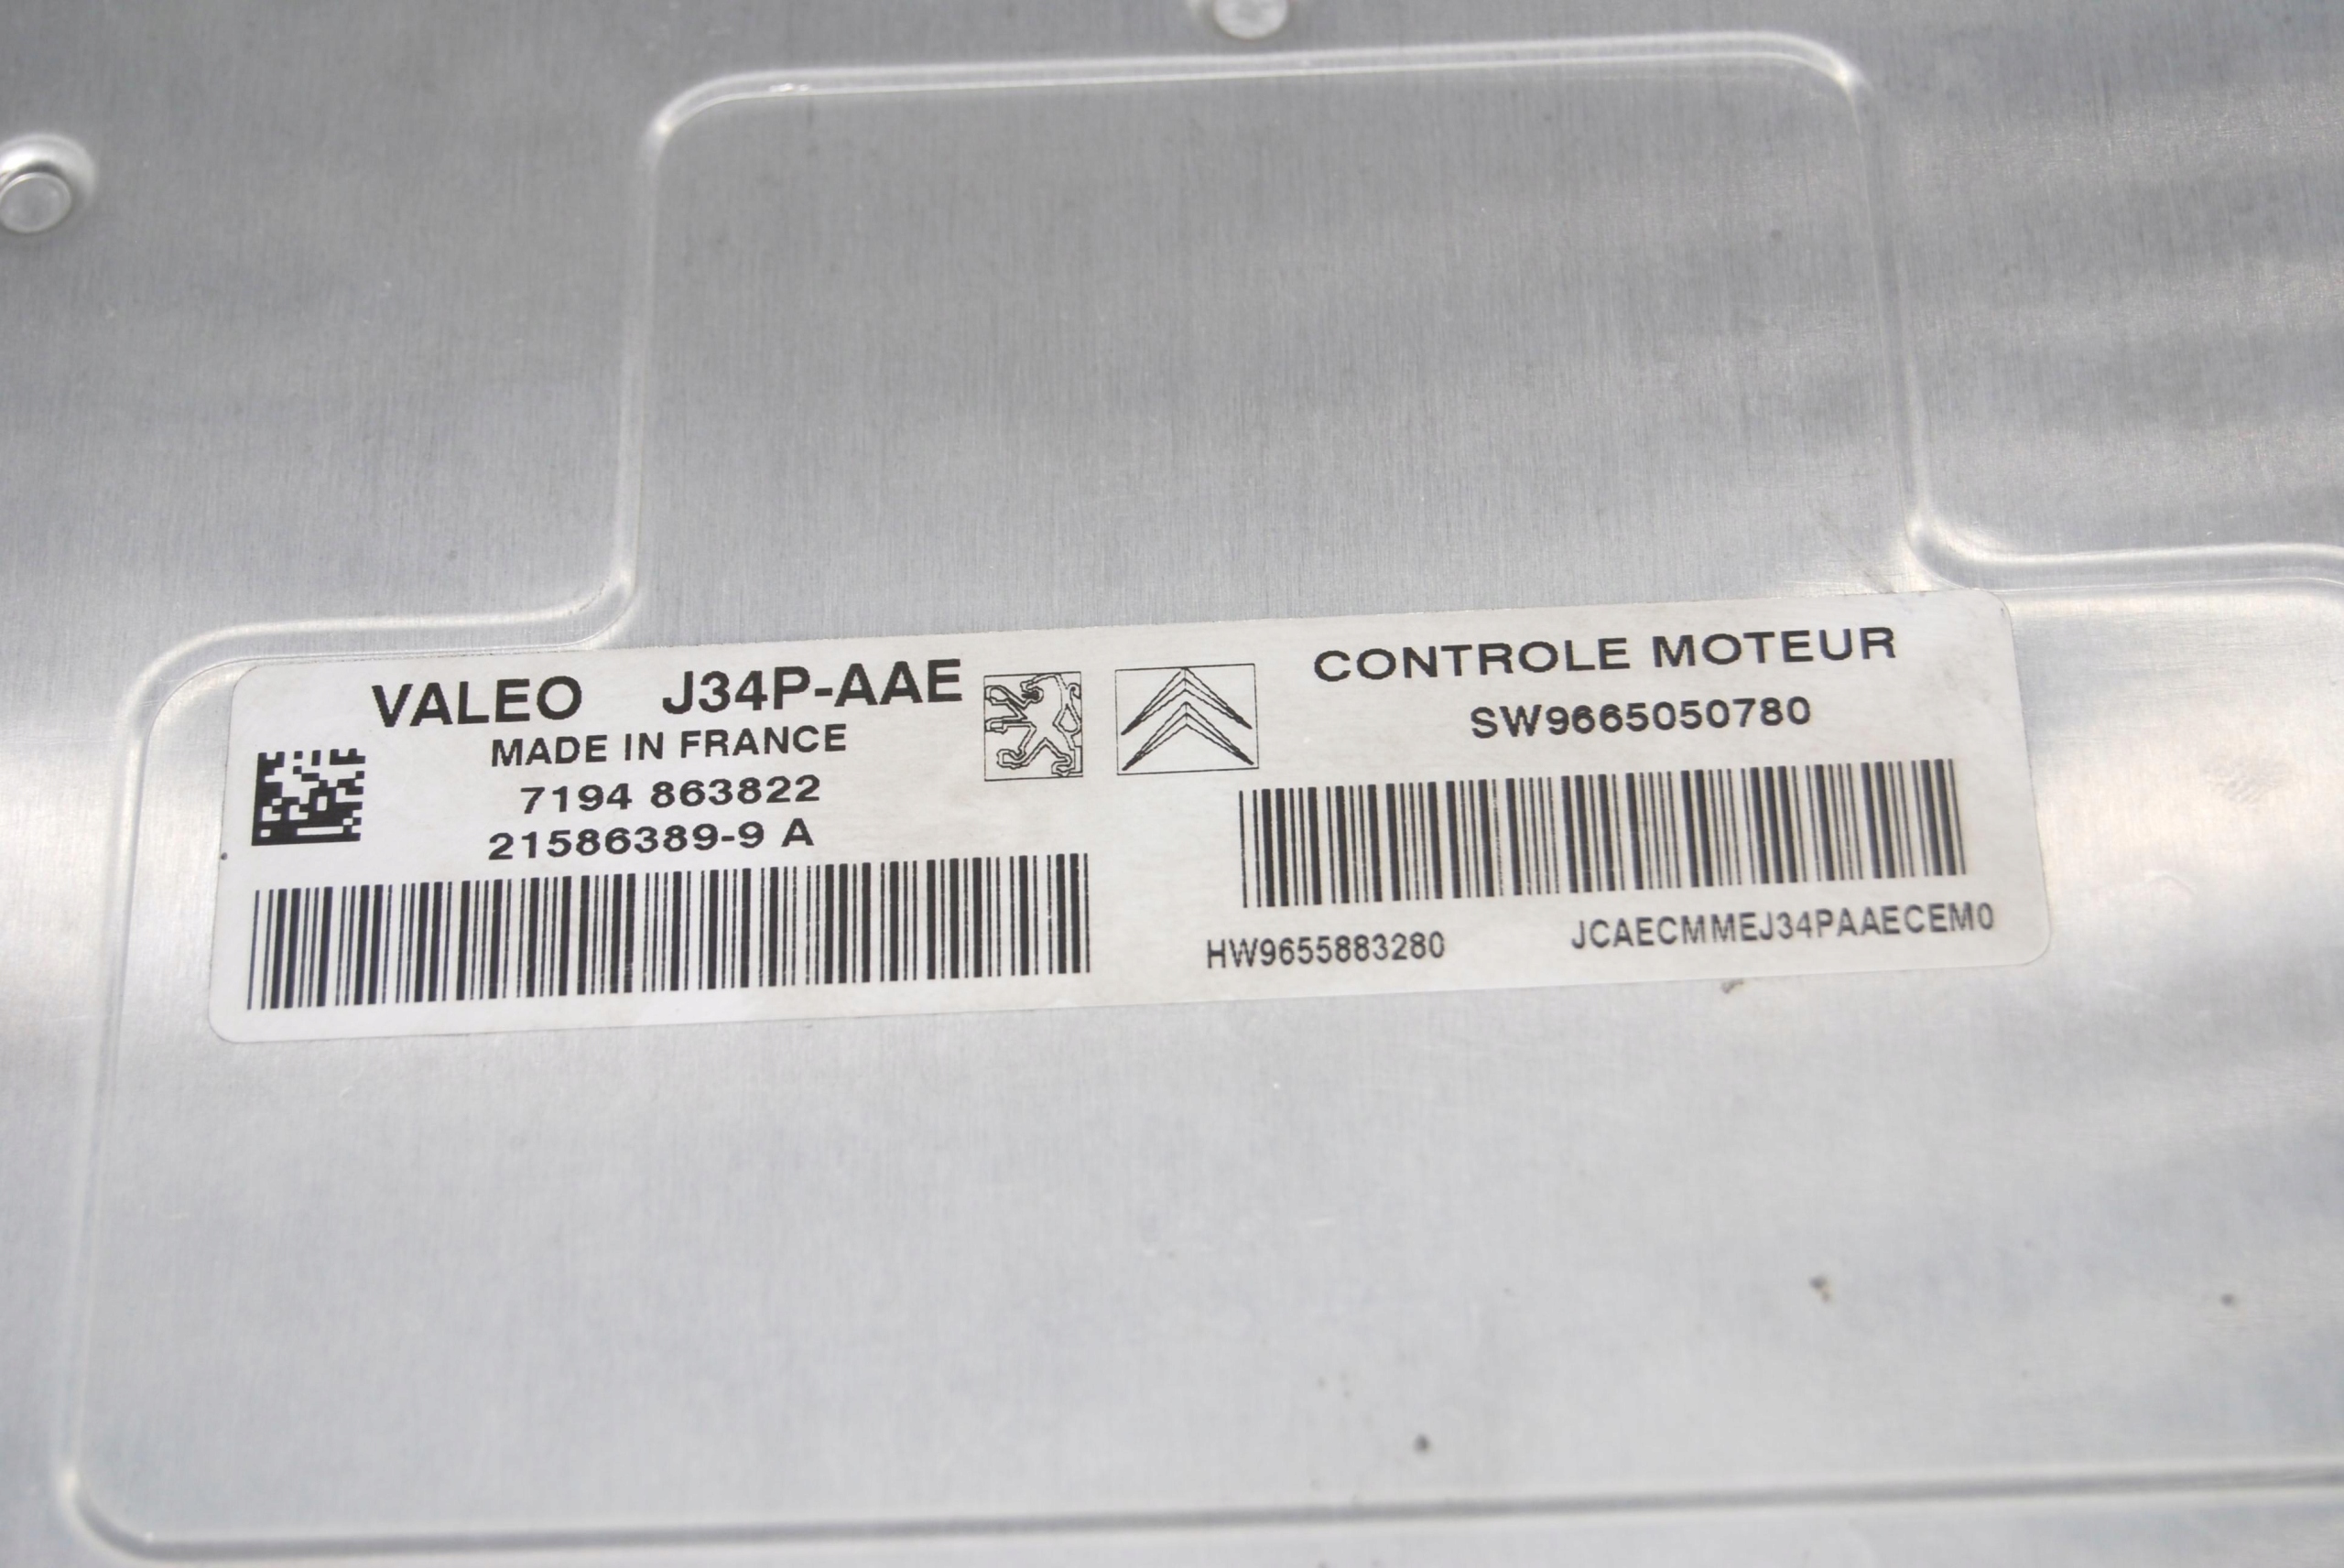 VALEO J34P-AAE
MADE IN FRANCE
7194 863822
21586389-9 A
CONTROLE MOTEUR
SW9665050780
HW9655883280 JCAECMMEJ34PAAECEM0